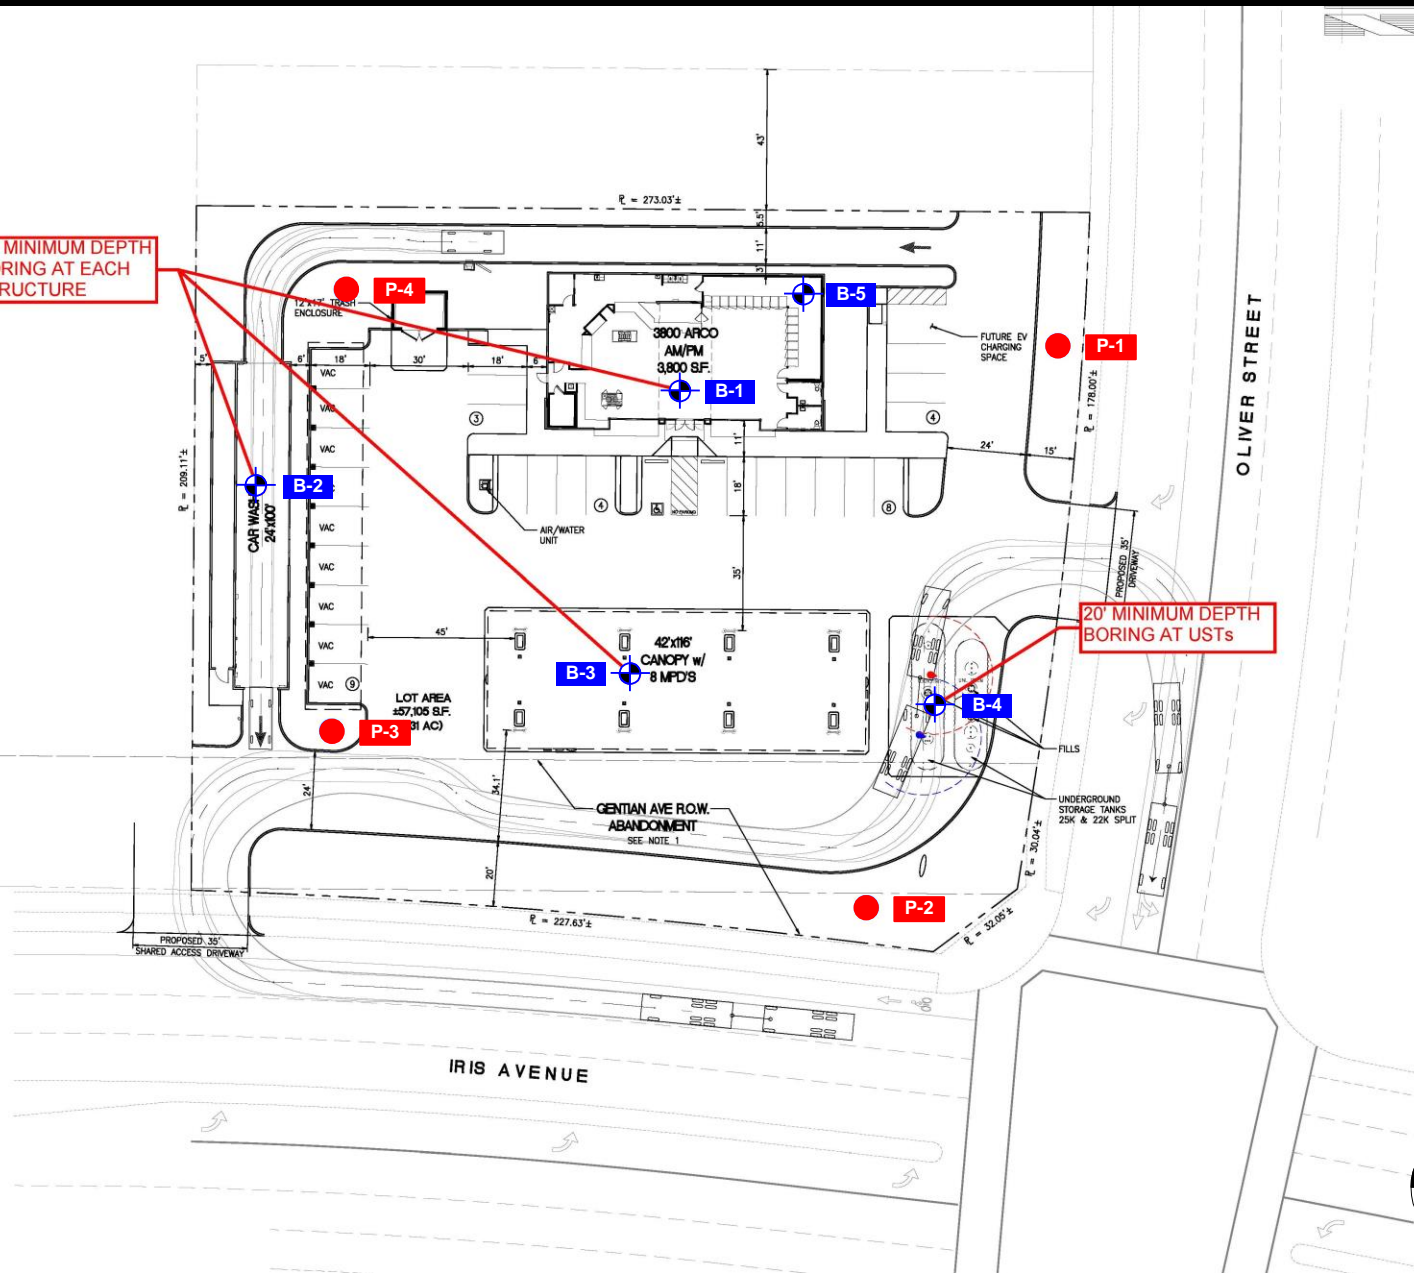 43'
℄ = 273.03'±
5.5'
11'
3'
MINIMUM DEPTH
RING AT EACH
RUCTURE
P-4
12'x17' TRASH
ENCLOSURE
B-5
3800 ARCO
AM/PM
3,800 S.F.
B-1
FUTURE EV
CHARGING
SPACE
P-1
OLIVER STREET
5'
6'
18'
30'
18'
6
VAC
VAC
VAC
VAC
VAC
VAC
VAC
VAC
3
4
℄ = 178.00'±
11'
24'
15'
℄ = 209.11'±
B-2
CAR WASH
24'x100'
18'
4
NO PARKING
8
AIR/WATER
UNIT
35'
PROPOSED 35'
DRIVEWAY
20' MINIMUM DEPTH
BORING AT USTs
45'
42'x116'
CANOPY w/
8 MPD'S
B-3
9
LOT AREA
±57,105 S.F.
31 AC)
P-3
B-4
FILLS
UNDERGROUND
STORAGE TANKS
25K & 22K SPLIT
24'
34.1'
GENTIAN AVE R.O.W.
ABANDONMENT
SEE NOTE 1
20'
℄ = 30.04'±
P-2
℄ = 227.63'±
℄ = 32.05'±
PROPOSED 35'
SHARED ACCESS DRIVEWAY
IRIS AVENUE